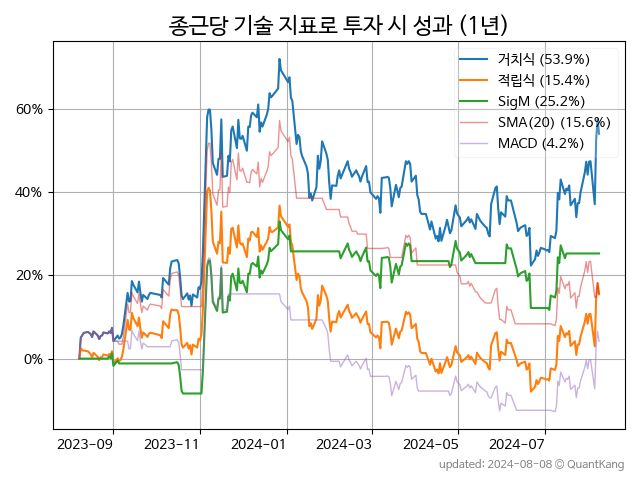 종근당 기술 지표로 투자 시 성과 (1년)
거치식 (53.9%)
적립식 (15.4%)
SigM (25.2%)
SMA(20) (15.6%)
MACD (4.2%)
60%
40%
20%
0%
2023-09 2023-11 2024-01 2024-03 2024-05 2024-07
updated: 2024-08-08 © QuantKang